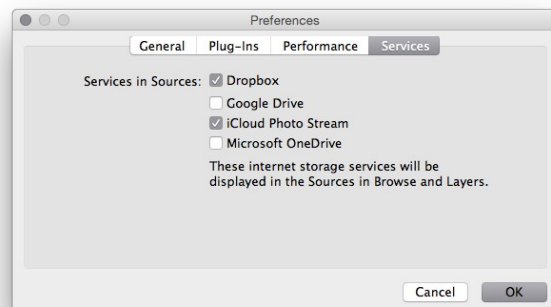 Preferences
General Plug-Ins Performance Services
Services in Sources: Dropbox
Google Drive
iCloud Photo Stream
Microsoft OneDrive
These internet storage services will be
displayed in the Sources in Browse and Layers.
Cancel OK